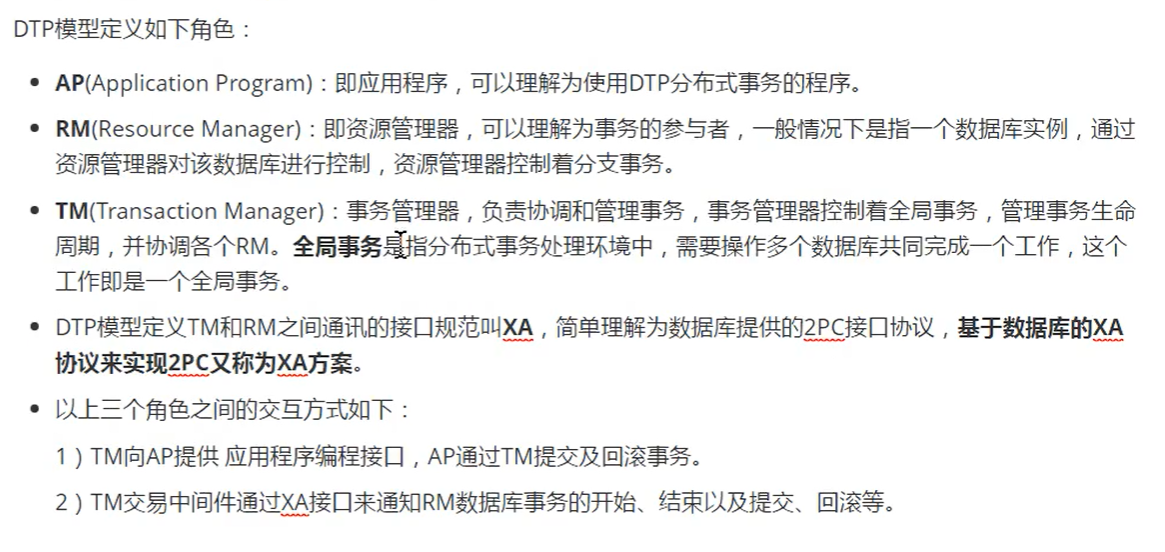 DTP模型定义如下角色：
AP(Application Program)：即应用程序，可以理解为使用DTP分布式事务的程序。
RM(Resource Manager)：即资源管理器，可以理解为事务的参与者，一般情况下是指一个数据库实例，通过
资源管理器对该数据库进行控制，资源管理器控制着分支事务。
TM(Transaction Manager)：事务管理器，负责协调和管理事务，事务管理器控制着全局事务，管理事务生命
周期，并协调各个RM。全局事务是指分布式事务处理环境中，需要操作多个数据库共同完成一个工作，这个
工作即是一个全局事务。
DTP模型定义TM和RM之间通讯的接口规范叫XA，简单理解为数据库提供的2PC接口协议，基于数据库的XA
协议来实现2PC又称为XA方案。
以上三个角色之间的交互方式如下：
1）TM向AP提供 应用程序编程接口，AP通过TM提交及回滚事务。
2）TM交易中间件通过XA接口来通知RM数据库事务的开始、结束以及提交、回滚等。